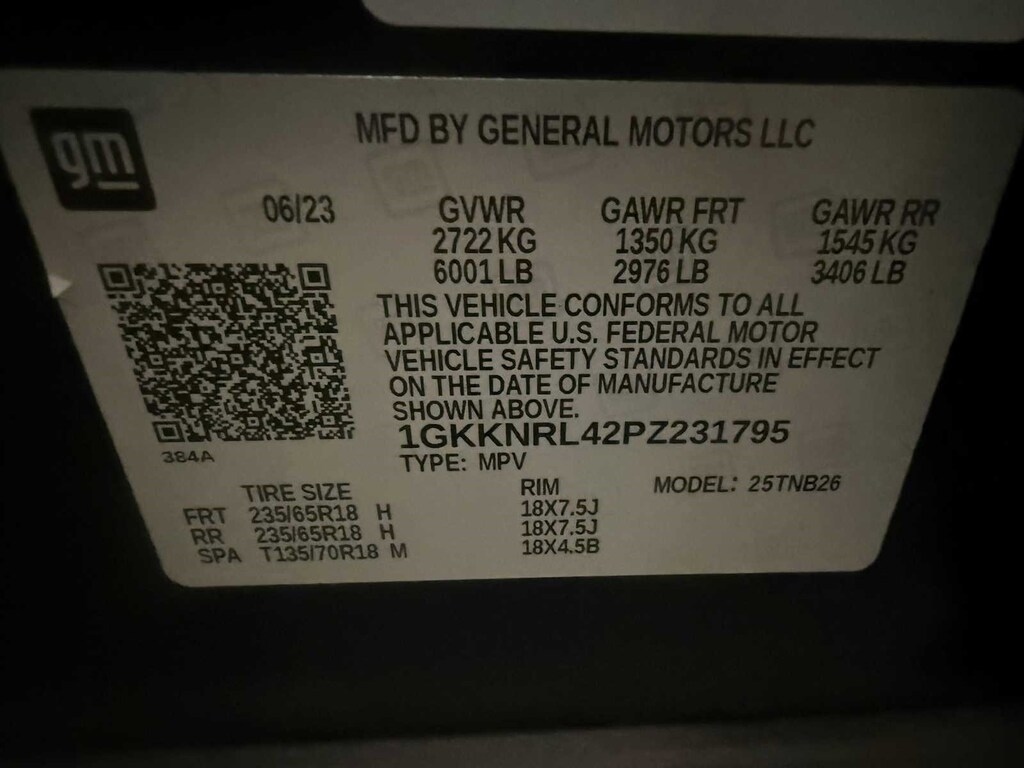 gm
MFD BY GENERAL MOTORS LLC
06/23 GVWR GAWR FRT GAWR RR
2722 KG 1350 KG 1545 KG
6001 LB 2976 LB 3406 LB
THIS VEHICLE CONFORMS TO ALL
APPLICABLE U.S. FEDERAL MOTOR
VEHICLE SAFETY STANDARDS IN EFFECT
ON THE DATE OF MANUFACTURE
SHOWN ABOVE.
1GKKNRL42PZ231795
384A
TYPE: MPV
TIRE SIZE RIM MODEL: 25TNB26
FRT 235/65R18 H 18X7.5J
RR 235/65R18 H 18X7.5J
SPA T135/70R18 M 18X4.5B